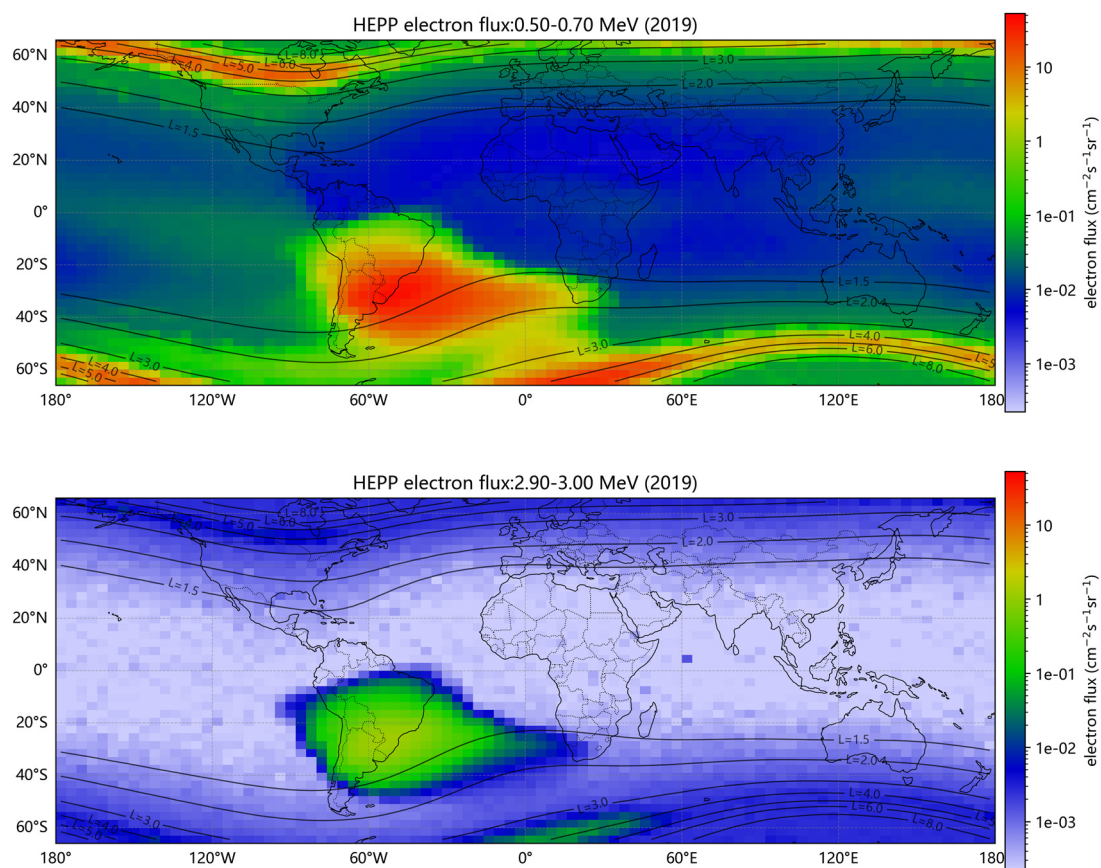 HEPP electron flux:0.50-0.70 MeV (2019)
60°N
40°N
20°N
0°
20°S
40°S
60°S
180°
120°W
60°W
0°
60°E
120°E
180
L=1.5
L=4.0
L=5.0
L=6.0
L=8.0
L=3.0
L=2.0
L=1.5
L=2.0
L=4.0
L=6.0
L=8.0
L=3.0
L=4.0
L=5.0
L=3.0
10
1
1e-01
1e-02
1e-03
electron flux (cm⁻²s⁻¹sr⁻¹)
HEPP electron flux:2.90-3.00 MeV (2019)
60°N
40°N
20°N
0°
20°S
40°S
60°S
180°
120°W
60°W
0°
60°E
120°E
180
L=1.5
L=4.0
L=5.0
L=6.0
L=8.0
L=3.0
L=2.0
L=1.5
L=2.0
L=4.0
L=6.0
L=8.0
L=3.0
L=4.0
L=5.0
L=3.0
10
1
1e-01
1e-02
1e-03
electron flux (cm⁻²s⁻¹sr⁻¹)